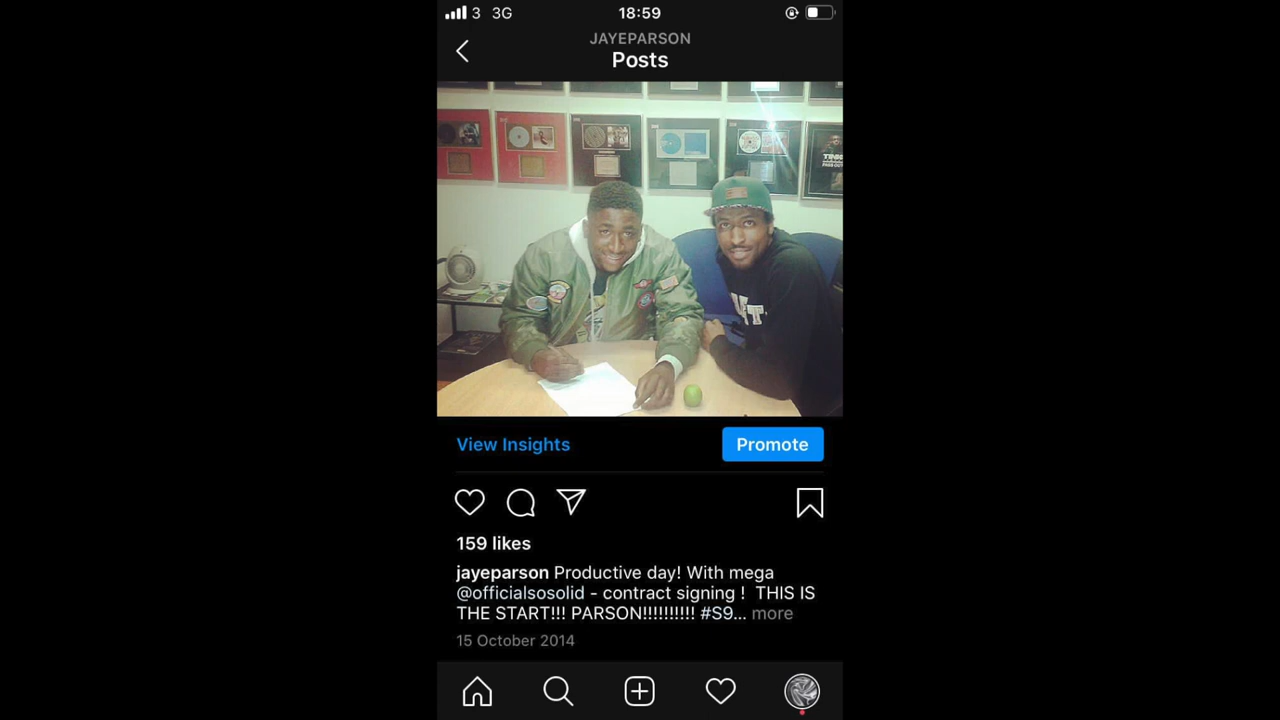 3 3G
18:59
JAYEPARSON
Posts
View Insights
Promote
159 likes
jayeparson Productive day! With mega
@officialsosolid - contract signing ! THIS IS
THE START!!! PARSON!!!!!!!!!! #S9... more
15 October 2014